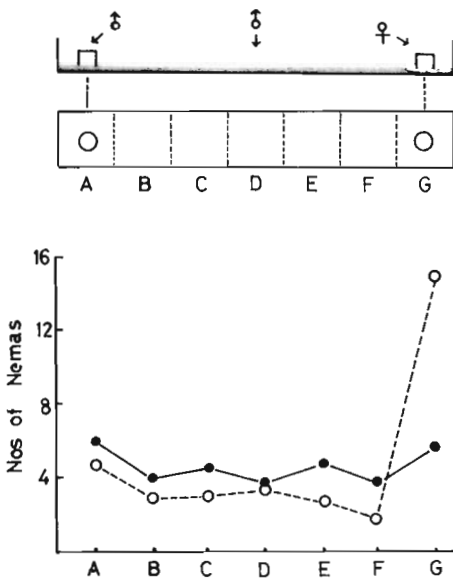 ♂ ♂ ♀
A B C D E F G
16
12
8
4
Nos of Nemas
A B C D E F G